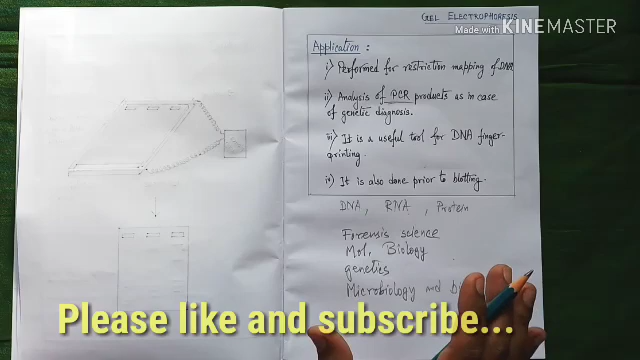 GEL ELECTROPHORESIS
Made with KINEMASTER
Application :
i) Performed for restriction mapping of DNA
ii) Analysis of PCR products as in case
of genetic diagnosis.
iii) It is a useful tool for DNA finger-
printing.
iv) It is also done prior to blotting.
DNA, RNA, Protein
Forensis science
Mol. Biology
genetics
Microbiology and
Please like and subscribe...